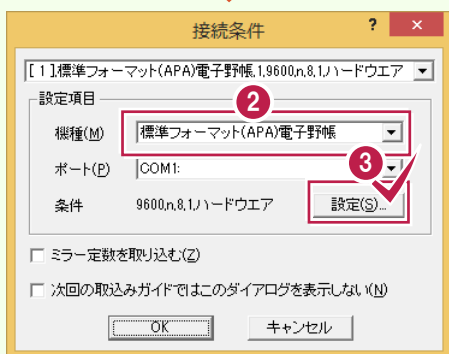 接続条件
? ×
[ 1 ],標準フォーマット(APA)電子野帳,1,9600,n,8,1,ハードウエア
設定項目
2
機種(M) 標準フォーマット(APA)電子野帳
3
ポート(P) COM1:
条件 9600,n,8,1,ハードウエア 設定(S)...
ミラー定数を取り込む(Z)
次回の取込みガイドではこのダイアログを表示しない(N)
OK キャンセル